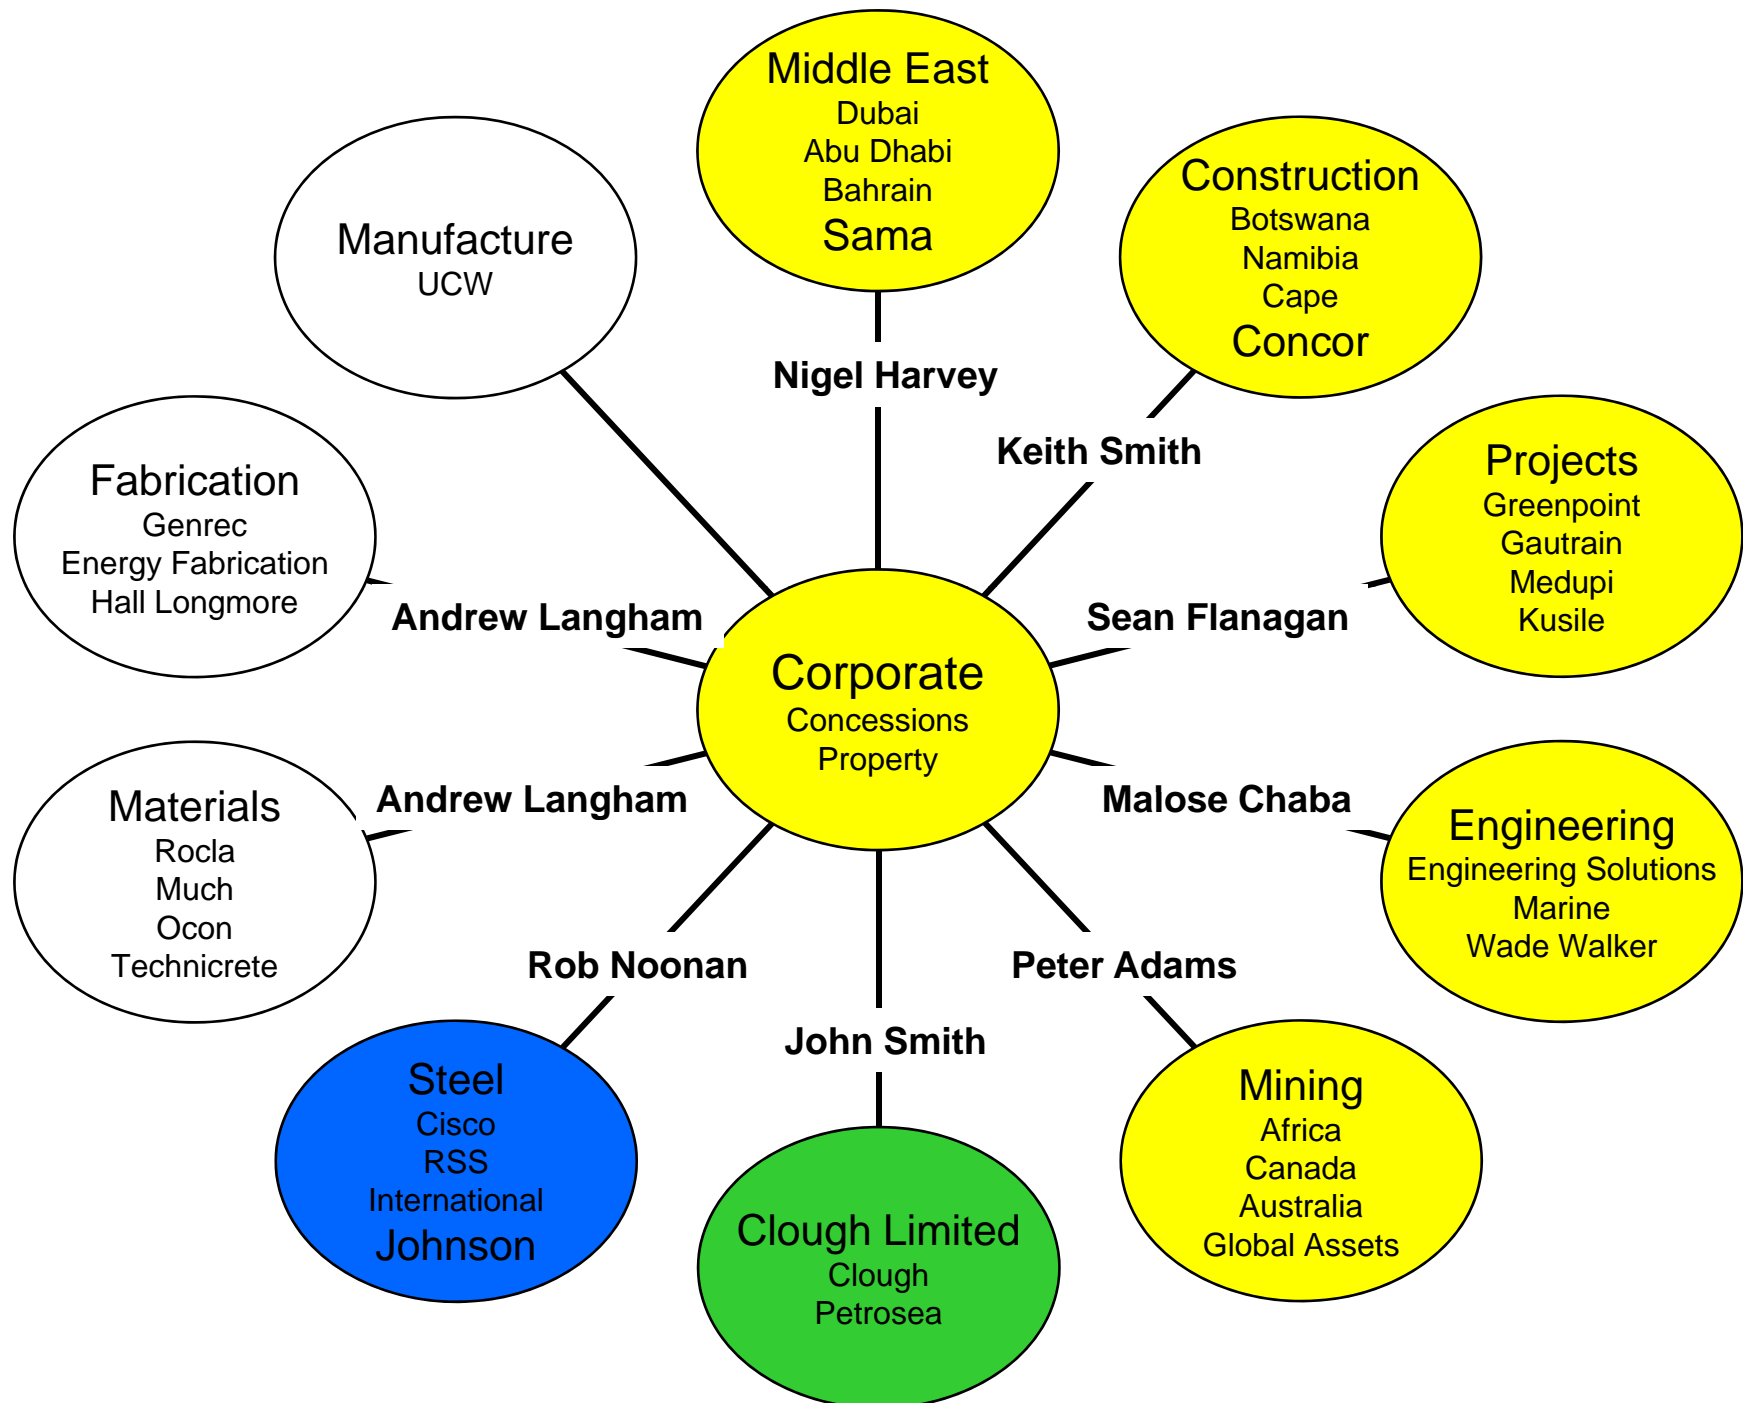 Middle East
Dubai
Abu Dhabi
Bahrain
Sama
Construction
Botswana
Namibia
Cape
Concor
Manufacture
UCW
Nigel Harvey
Keith Smith
Projects
Greenpoint
Gautrain
Medupi
Kusile
Fabrication
Genrec
Energy Fabrication
Hall Longmore
Andrew Langham
Sean Flanagan
Corporate
Concessions
Property
Andrew Langham
Malose Chaba
Materials
Rocla
Much
Ocon
Technicrete
Engineering
Engineering Solutions
Marine
Wade Walker
Rob Noonan
Peter Adams
John Smith
Steel
Cisco
RSS
International
Johnson
Mining
Africa
Canada
Australia
Global Assets
Clough Limited
Clough
Petrosea